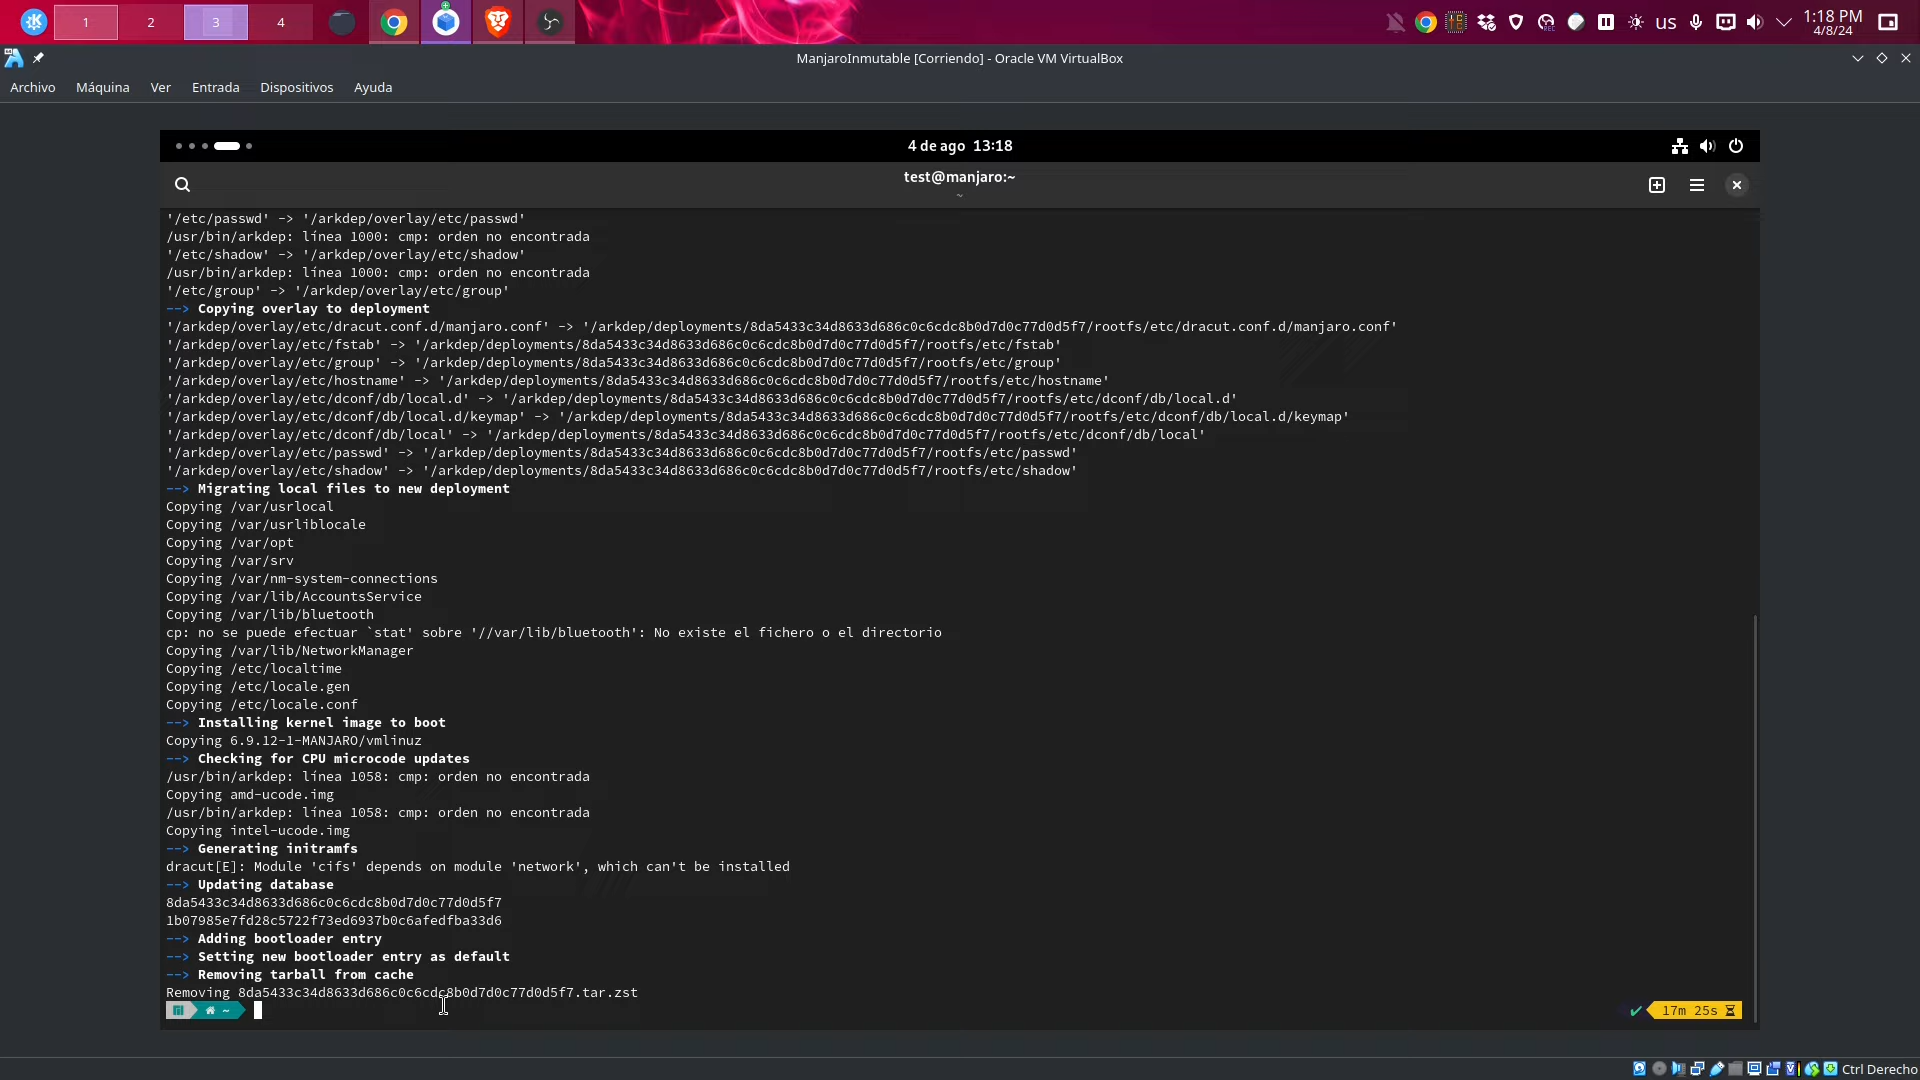 1 2 3 4 us 1:18 PM
4/8/24
ManjaroInmutable [Corriendo] - Oracle VM VirtualBox
Archivo Máquina Ver Entrada Dispositivos Ayuda
4 de ago 13:18
test@manjaro:~
~
'/etc/passwd' -> '/arkdep/overlay/etc/passwd'
/usr/bin/arkdep: línea 1000: cmp: orden no encontrada
'/etc/shadow' -> '/arkdep/overlay/etc/shadow'
/usr/bin/arkdep: línea 1000: cmp: orden no encontrada
'/etc/group' -> '/arkdep/overlay/etc/group'
--> Copying overlay to deployment
'/arkdep/overlay/etc/dracut.conf.d/manjaro.conf' -> '/arkdep/deployments/8da5433c34d8633d686c0c6cdc8b0d7d0c77d0d5f7/rootfs/etc/dracut.conf.d/manjaro.conf'
'/arkdep/overlay/etc/fstab' -> '/arkdep/deployments/8da5433c34d8633d686c0c6cdc8b0d7d0c77d0d5f7/rootfs/etc/fstab'
'/arkdep/overlay/etc/group' -> '/arkdep/deployments/8da5433c34d8633d686c0c6cdc8b0d7d0c77d0d5f7/rootfs/etc/group'
'/arkdep/overlay/etc/hostname' -> '/arkdep/deployments/8da5433c34d8633d686c0c6cdc8b0d7d0c77d0d5f7/rootfs/etc/hostname'
'/arkdep/overlay/etc/dconf/db/local.d' -> '/arkdep/deployments/8da5433c34d8633d686c0c6cdc8b0d7d0c77d0d5f7/rootfs/etc/dconf/db/local.d'
'/arkdep/overlay/etc/dconf/db/local.d/keymap' -> '/arkdep/deployments/8da5433c34d8633d686c0c6cdc8b0d7d0c77d0d5f7/rootfs/etc/dconf/db/local.d/keymap'
'/arkdep/overlay/etc/dconf/db/local' -> '/arkdep/deployments/8da5433c34d8633d686c0c6cdc8b0d7d0c77d0d5f7/rootfs/etc/dconf/db/local'
'/arkdep/overlay/etc/passwd' -> '/arkdep/deployments/8da5433c34d8633d686c0c6cdc8b0d7d0c77d0d5f7/rootfs/etc/passwd'
'/arkdep/overlay/etc/shadow' -> '/arkdep/deployments/8da5433c34d8633d686c0c6cdc8b0d7d0c77d0d5f7/rootfs/etc/shadow'
--> Migrating local files to new deployment
Copying /var/usrlocal
Copying /var/usrliblocale
Copying /var/opt
Copying /var/srv
Copying /var/nm-system-connections
Copying /var/lib/AccountsService
Copying /var/lib/bluetooth
cp: no se puede efectuar `stat' sobre '//var/lib/bluetooth': No existe el fichero o el directorio
Copying /var/lib/NetworkManager
Copying /etc/localtime
Copying /etc/locale.gen
Copying /etc/locale.conf
--> Installing kernel image to boot
Copying 6.9.12-1-MANJARO/vmlinuz
--> Checking for CPU microcode updates
/usr/bin/arkdep: línea 1058: cmp: orden no encontrada
Copying amd-ucode.img
/usr/bin/arkdep: línea 1058: cmp: orden no encontrada
Copying intel-ucode.img
--> Generating initramfs
dracut[E]: Module 'cifs' depends on module 'network', which can't be installed
--> Updating database
8da5433c34d8633d686c0c6cdc8b0d7d0c77d0d5f7
1b07985e7fd28c5722f73ed6937b0c6afedfba33d6
--> Adding bootloader entry
--> Setting new bootloader entry as default
--> Removing tarball from cache
Removing 8da5433c34d8633d686c0c6cdc8b0d7d0c77d0d5f7.tar.zst
~ ✔ 17m 25s
Ctrl Derecho